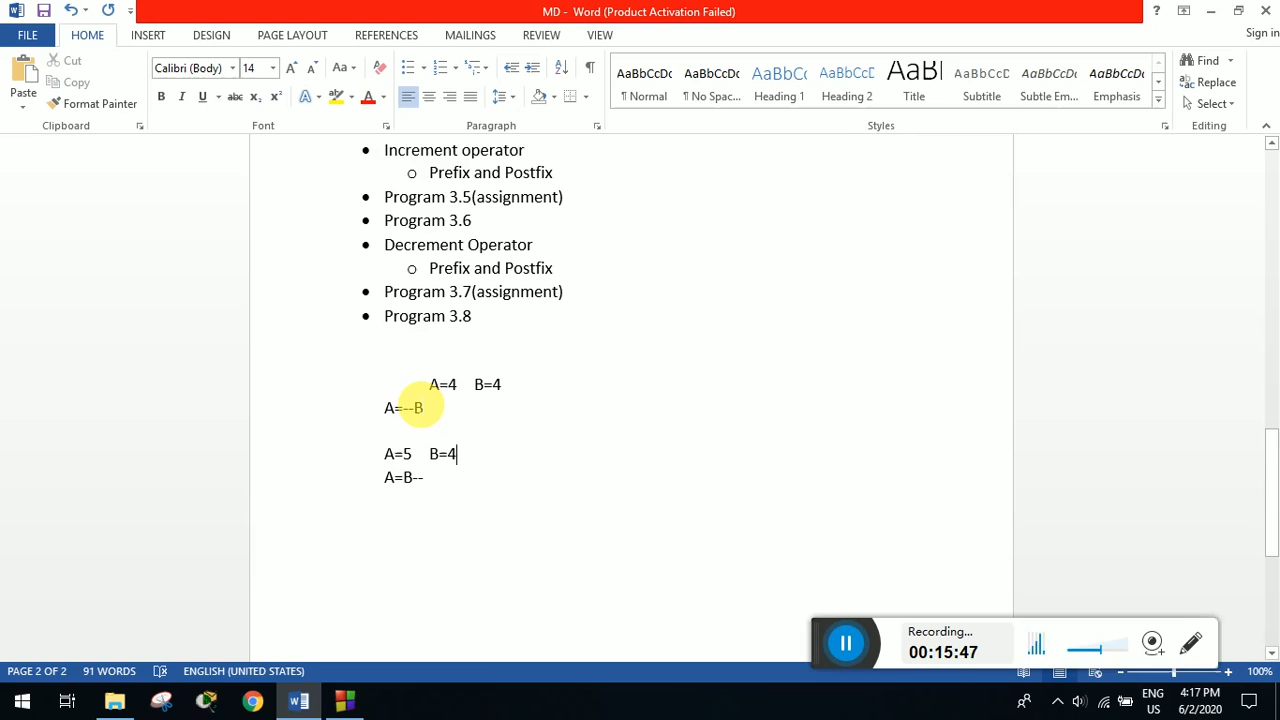 MD - Word (Product Activation Failed)
FILE HOME INSERT DESIGN PAGE LAYOUT REFERENCES MAILINGS REVIEW VIEW Sign in
Paste
Cut
Copy
Format Painter
Clipboard
Calibri (Body) 14
Font
Paragraph
AaBbCcDc AaBbCcDc AaBbCc AaBbCcC AaBl AaBbCcC AaBbCcDc AaBbCcDc
¶ Normal ¶ No Spac... Heading 1 Heading 2 Title Subtitle Subtle Em... Emphasis
Styles
Find
Replace
Select
Editing
• Increment operator
o Prefix and Postfix
• Program 3.5(assignment)
• Program 3.6
• Decrement Operator
o Prefix and Postfix
• Program 3.7(assignment)
• Program 3.8
A=4 B=4
A=--B
A=5 B=4
A=B--
Recording...
00:15:47
PAGE 2 OF 2 91 WORDS ENGLISH (UNITED STATES) 100%
ENG
US
4:17 PM
6/2/2020